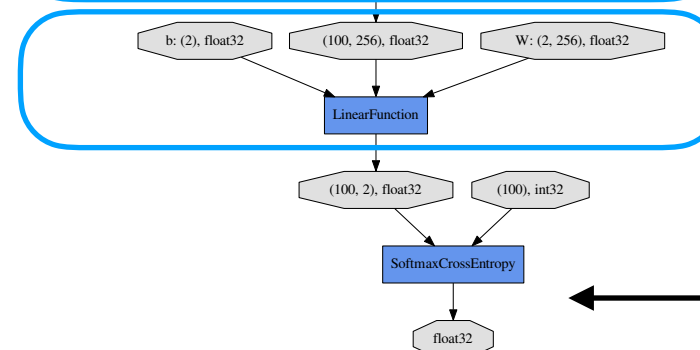 b: (2), float32
(100, 256), float32
W: (2, 256), float32
LinearFunction
(100, 2), float32
(100), int32
SoftmaxCrossEntropy
float32